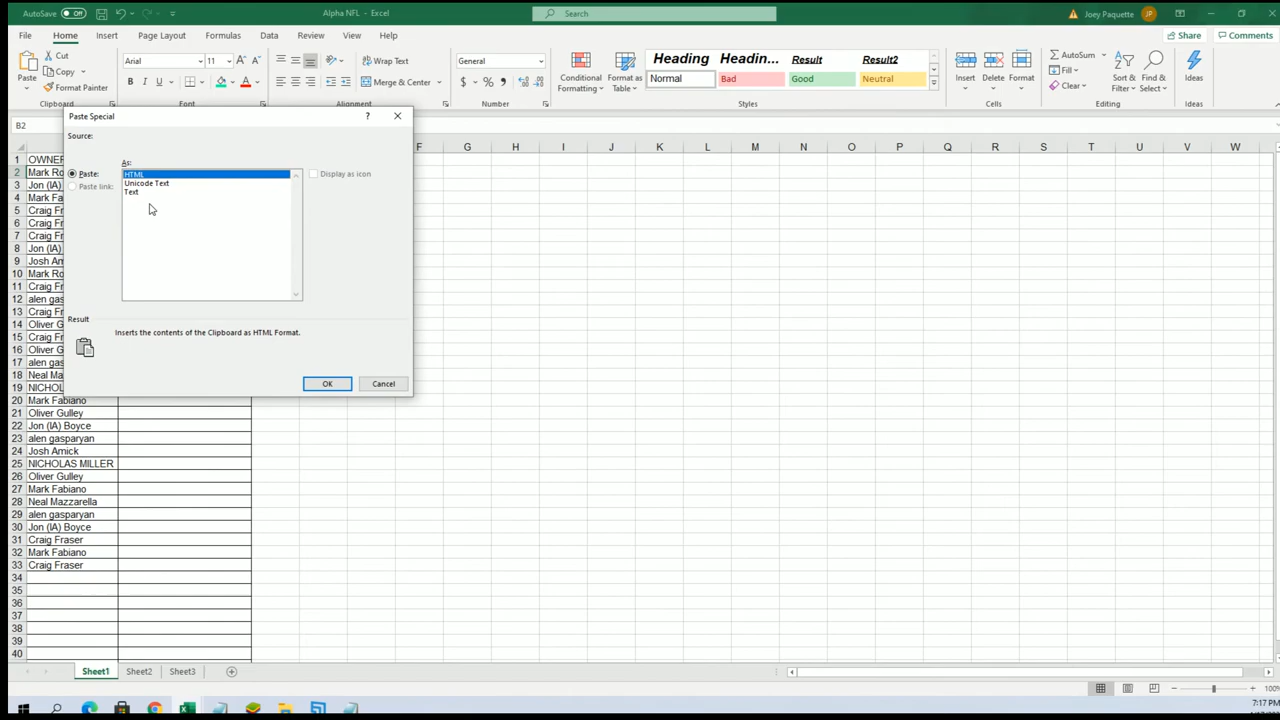 AutoSave Off Alpha NFL - Excel Search Joey Paquette JP
File Home Insert Page Layout Formulas Data Review View Help Share Comments
Cut Arial 11 Wrap Text General Heading Headin... Result Result2 AutoSum
Copy Fill
Format Painter Merge & Center Normal Bad Good Neutral Clear
Paste Conditional Formatting Format as Table Insert Delete Format Sort & Filter Find & Select Ideas
Clipboard Font Alignment Number Styles Cells Editing Ideas
B2
Paste Special ? ×
Source:
As:
Paste: HTML Display as icon
Paste link: Unicode Text
Text
Result
Inserts the contents of the Clipboard as HTML Format.
OK Cancel
F G H I J K L M N O P Q R S T U V W
1 OWNER
2 Mark Ro
3 Jon (IA)
4 Mark Fa
5 Craig Fr
6 Craig Fr
7 Craig Fr
8 Jon (IA)
9 Josh Am
10 Mark Ro
11 Craig Fr
12 alen gas
13 Craig Fr
14 Oliver G
15 Craig Fr
16 Oliver G
17 alen gas
18 Neal Ma
19 NICHOL
20 Mark Fabiano
21 Oliver Gulley
22 Jon (IA) Boyce
23 alen gasparyan
24 Josh Amick
25 NICHOLAS MILLER
26 Oliver Gulley
27 Mark Fabiano
28 Neal Mazzarella
29 alen gasparyan
30 Jon (IA) Boyce
31 Craig Fraser
32 Mark Fabiano
33 Craig Fraser
34
35
36
37
38
39
40
Sheet1 Sheet2 Sheet3
100%
7:17 PM